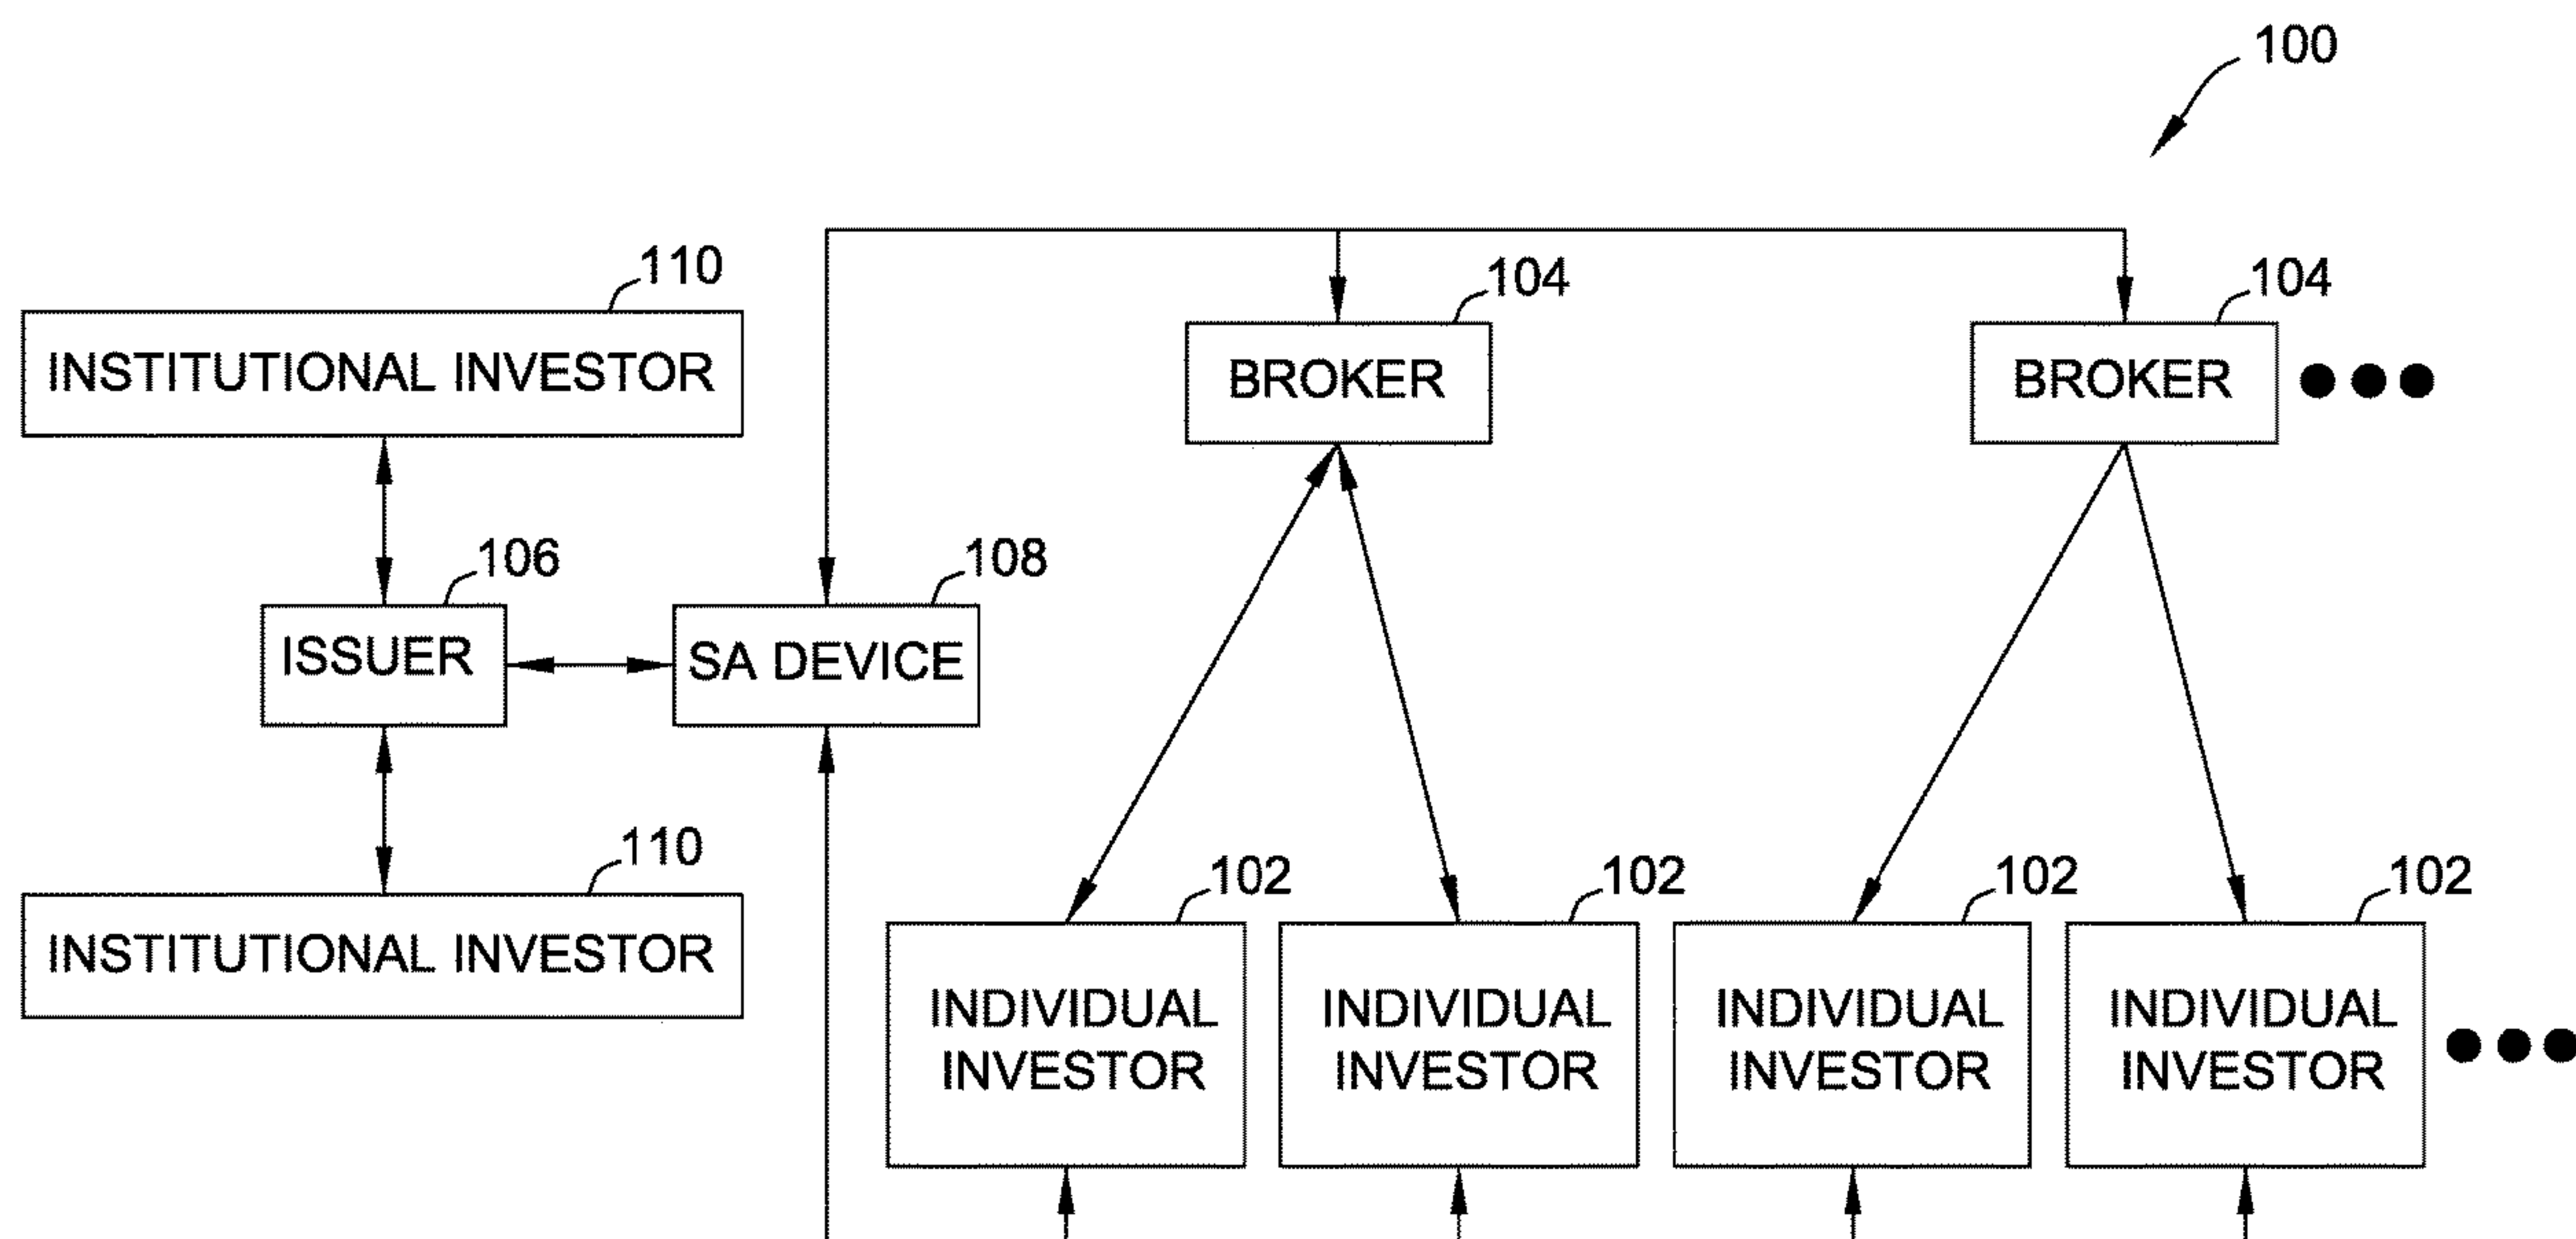 100
110
INSTITUTIONAL INVESTOR
104
BROKER
104
BROKER
106
ISSUER
108
SA DEVICE
110
INSTITUTIONAL INVESTOR
102
INDIVIDUAL
INVESTOR
102
INDIVIDUAL
INVESTOR
102
INDIVIDUAL
INVESTOR
102
INDIVIDUAL
INVESTOR